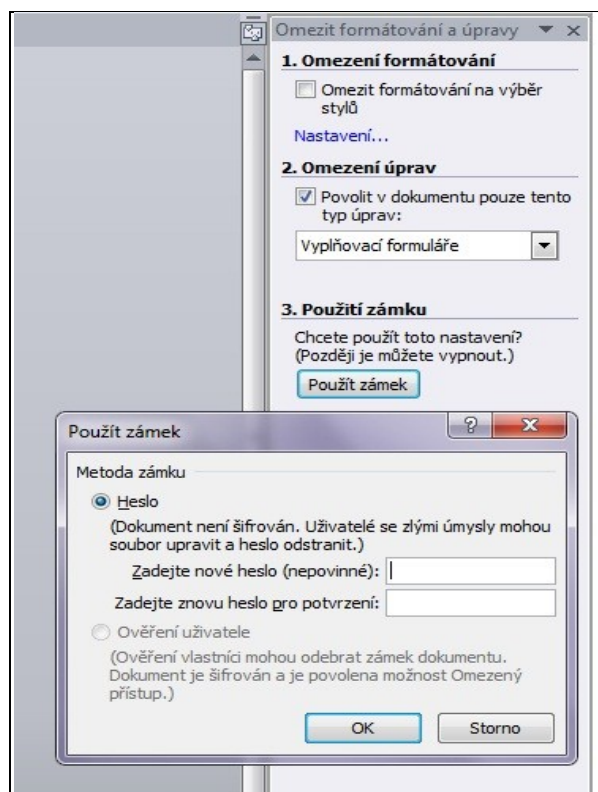 Omezit formátování a úpravy
1. Omezení formátování
Omezit formátování na výběr
stylů
Nastavení...
2. Omezení úprav
Povolit v dokumentu pouze tento
typ úprav:
Vyplňovací formuláře
3. Použití zámku
Chcete použít toto nastavení?
(Později je můžete vypnout.)
Použít zámek
Použít zámek
Metoda zámku
Heslo
(Dokument není šifrován. Uživatelé se zlými úmysly mohou
soubor upravit a heslo odstranit.)
Zadejte nové heslo (nepovinné):
Zadejte znovu heslo pro potvrzení:
Ověření uživatele
(Ověření vlastníci mohou odebrat zámek dokumentu.
Dokument je šifrován a je povolena možnost Omezený
přístup.)
OK Storno